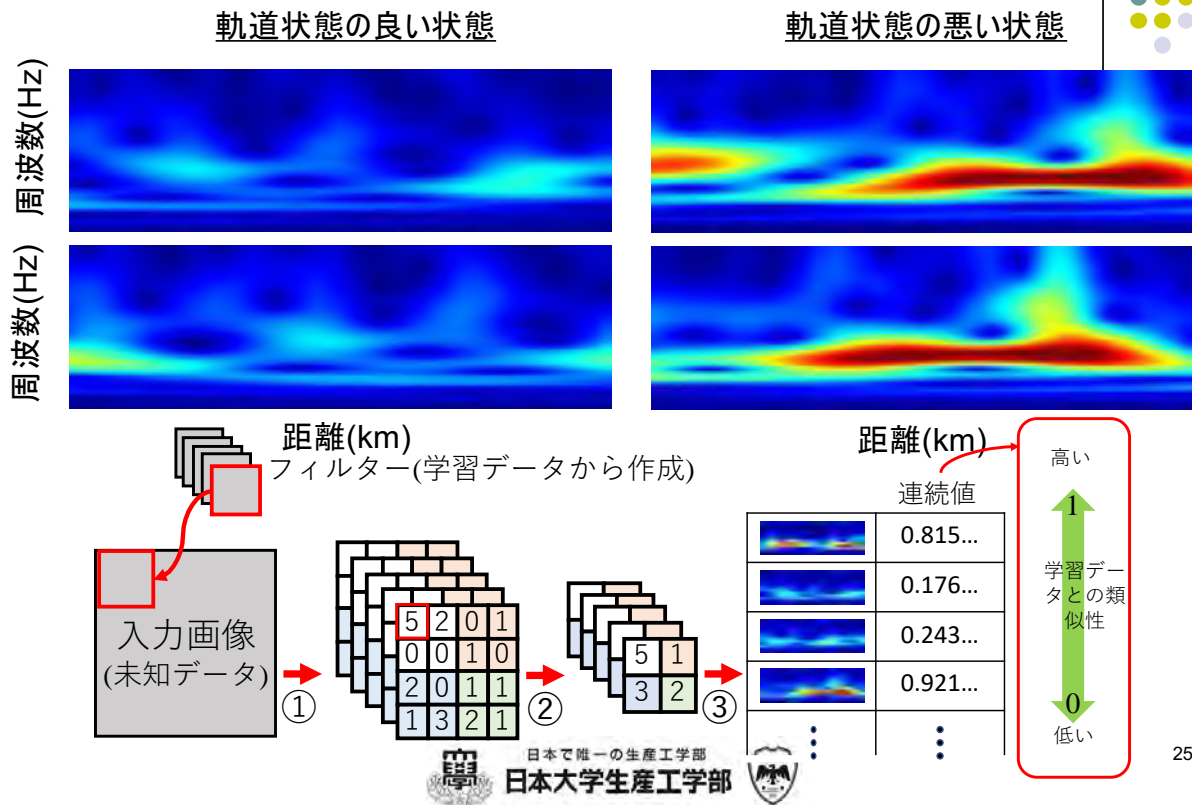 軌道状態の良い状態
軌道状態の悪い状態
周波数(Hz)
周波数(Hz)
距離(km)
距離(km)
フィルター(学習データから作成)
入力画像
(未知データ)
①
5 2 0 1
0 0 1 0
2 0 1 1
1 3 2 1
②
5 1
3 2
③
連続値
0.815...
0.176...
0.243...
0.921...
高い
1
学習デー
タとの類
似性
0
低い
日本で唯一の生産工学部
日本大学生産工学部
25